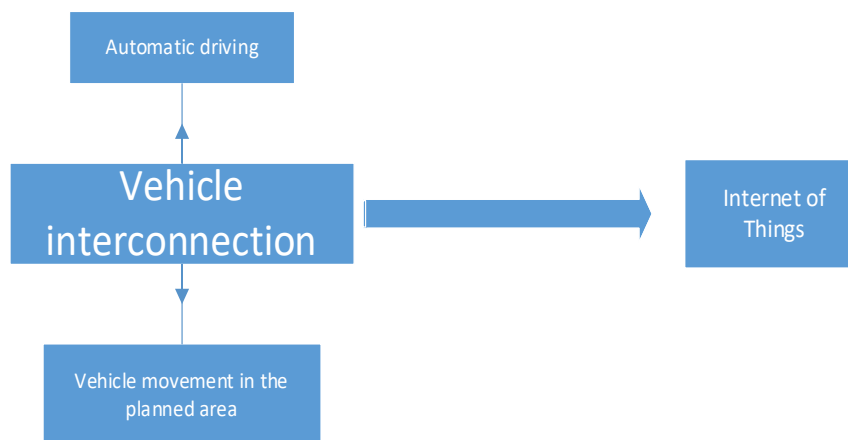 Automatic driving
Vehicle
interconnection
Internet of
Things
Vehicle movement in the
planned area